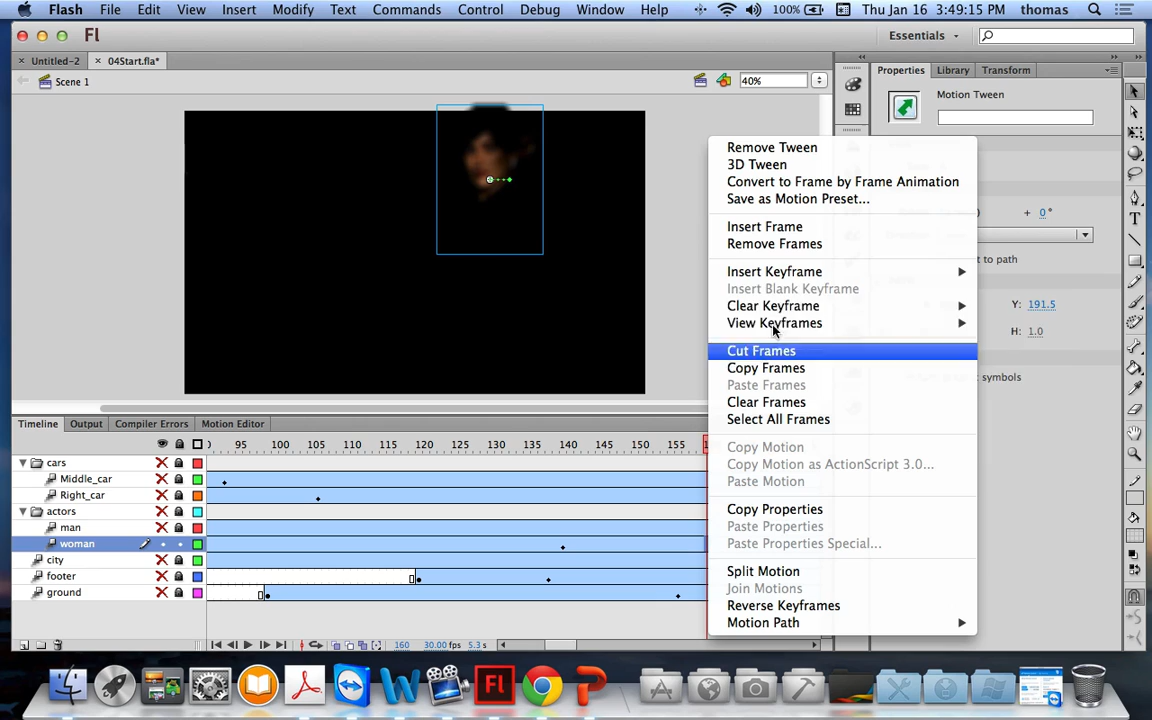 Flash File Edit View Insert Modify Text Commands Control Debug Window Help 100% Thu Jan 16 3:49:15 PM thomas
Fl Essentials
Untitled-2 04Start.fla*
Scene 1 40%
Properties Library Transform
Motion Tween
Remove Tween
3D Tween
Convert to Frame by Frame Animation
Save as Motion Preset...
+ 0°
Insert Frame
Remove Frames
t to path
Insert Keyframe
Insert Blank Keyframe
Clear Keyframe
Y: 191.5
View Keyframes
H: 1.0
Cut Frames
Copy Frames
symbols
Paste Frames
Clear Frames
Select All Frames
Timeline Output Compiler Errors Motion Editor
95 100 105 110 115 120 125 130 135 140 145 150 155
Copy Motion
Copy Motion as ActionScript 3.0...
Paste Motion
cars
Middle_car
Right_car
actors
man
woman
city
footer
ground
Copy Properties
Paste Properties
Paste Properties Special...
Split Motion
Join Motions
Reverse Keyframes
Motion Path
160 30.00 fps 5.3 s
W Fl P